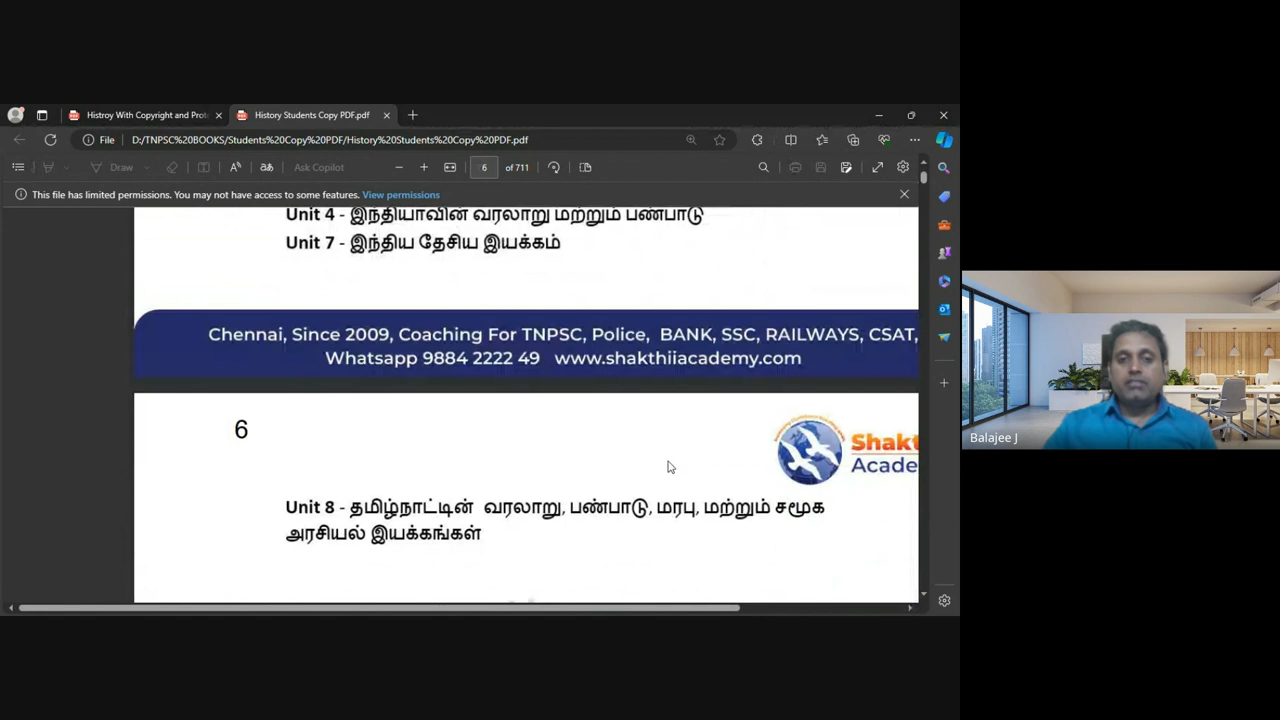 Histroy With Copyright and Prot
History Students Copy PDF.pdf
File
D:/TNPSC%20BOOKS/Students%20Copy%20PDF/History%20Students%20Copy%20PDF.pdf
Draw
Ask Copilot
6
of 711
This file has limited permissions. You may not have access to some features. View permissions
Unit 4 - இந்தியாவின் வரலாறு மற்றும் பண்பாடு
Unit 7 - இந்திய தேசிய இயக்கம்
Chennai, Since 2009, Coaching For TNPSC, Police, BANK, SSC, RAILWAYS, CSAT,
Whatsapp 9884 2222 49 www.shakthiiacademy.com
6
Shakt
Acade
Unit 8 - தமிழ்நாட்டின் வரலாறு, பண்பாடு, மரபு, மற்றும் சமூக
அரசியல் இயக்கங்கள்
Balajee J